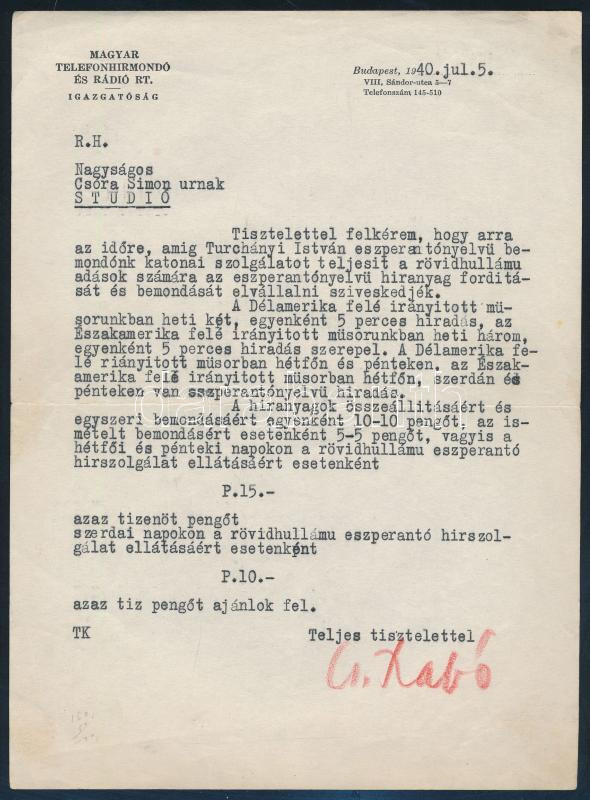 MAGYAR
TELEFONHIRMONDÓ
ÉS RÁDIÓ RT.
IGAZGATÓSÁG
Budapest, 1940.jul.5.
VIII, Sándor-utca 5—7
Telefonszám 145-510
R.H.
Nagyságos
Csóra Simon urnak
STUDIÓ
Tisztelettel felkérem, hogy arra
az időre, amig Turchányi István eszperantónyelvü be-
mondónk katonai szolgálatot teljesit a rövidhullámu
adások számára az eszperantónyelvü hiranyag forditá-
sát és bemondását elvállalni sziveskedjék.
A Délamerika felé irányitott mü-
sorunkban heti két, egyenként 5 perces hiradás, az
Északamerika felé irányitott müsorunkban heti három,
egyenként 5 perces hiradás szerepel. A Délamerika fe-
lé riányitott müsorban hétfőn és pénteken, az Észak-
amerika felé irányitott müsorban hétfőn, szerdán és
pénteken van eszperantónyelvü hiradás.
A hiranyagok összeállitásáért és
egyszeri bemondásáért egyenként 10-10 pengőt, az is-
mételt bemondásért esetenként 5-5 pengőt, vagyis a
hétfői és pénteki napokon a rövidhullámu eszperantó
hirszolgálat ellátásáért esetenként
P.15.-
azaz tizenöt pengőt
szerdai napokon a rövidhullámu eszperantó hirszol-
gálat ellátásáért esetenként
P.10.-
azaz tiz pengőt ajánlok fel.
TK
Teljes tisztelettel